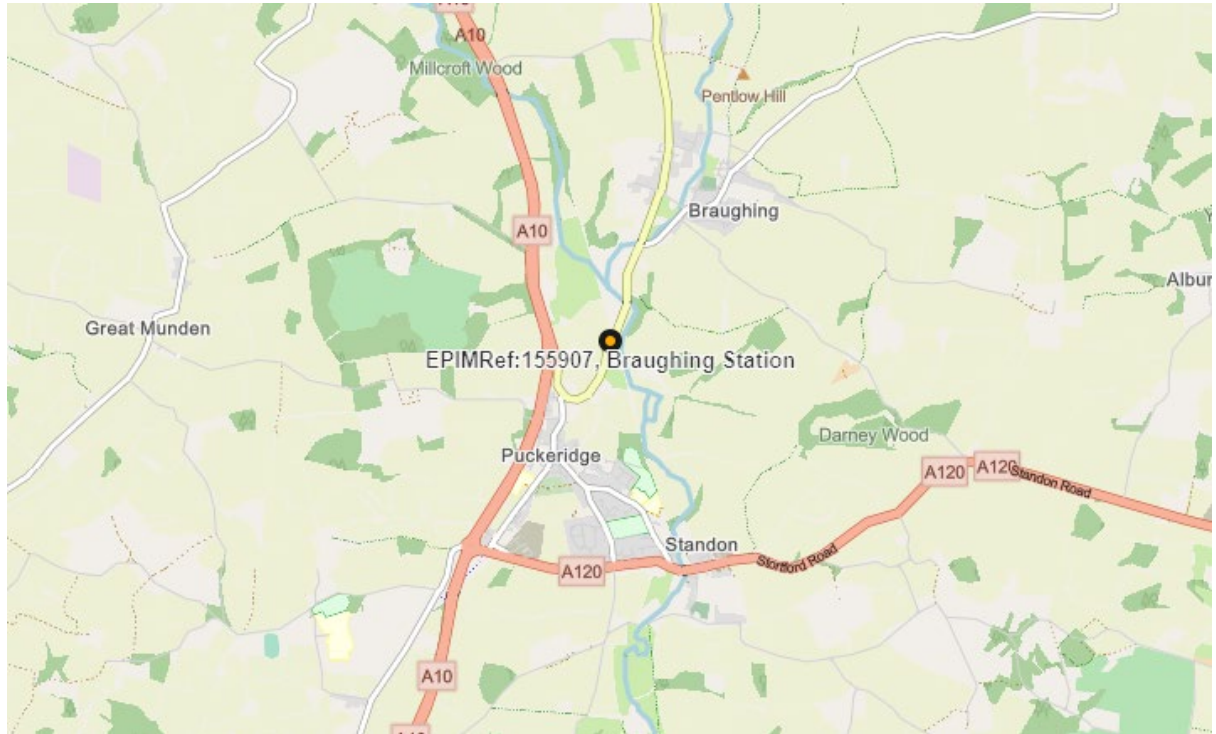 A10
Millcroft Wood
Pentlow Hill
Braughing
A10
Great Munden
EPIMRef:155907, Braughing Station
Darney Wood
Puckeridge
A120
A120
Standon Road
Standon
Stortford Road
A120
A10